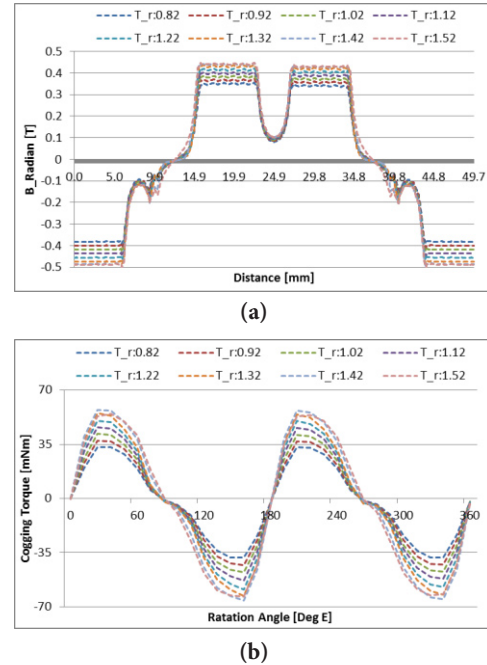 T_r:0.82 T_r:0.92 T_r:1.02 T_r:1.12
T_r:1.22 T_r:1.32 T_r:1.42 T_r:1.52
B_Radian [T]
0.5
0.4
0.3
0.2
0.1
0
-0.1
-0.2
-0.3
-0.4
-0.5
0.0 5.0 9.9 14.9 19.9 24.9 29.8 34.8 39.8 44.8 49.7
Distance [mm]
(a)
T_r:0.82 T_r:0.92 T_r:1.02 T_r:1.12
T_r:1.22 T_r:1.32 T_r:1.42 T_r:1.52
Cogging Torque [mNm]
70
35
0
-35
-70
0 60 120 180 240 300 360
Ratation Angle [Deg E]
(b)